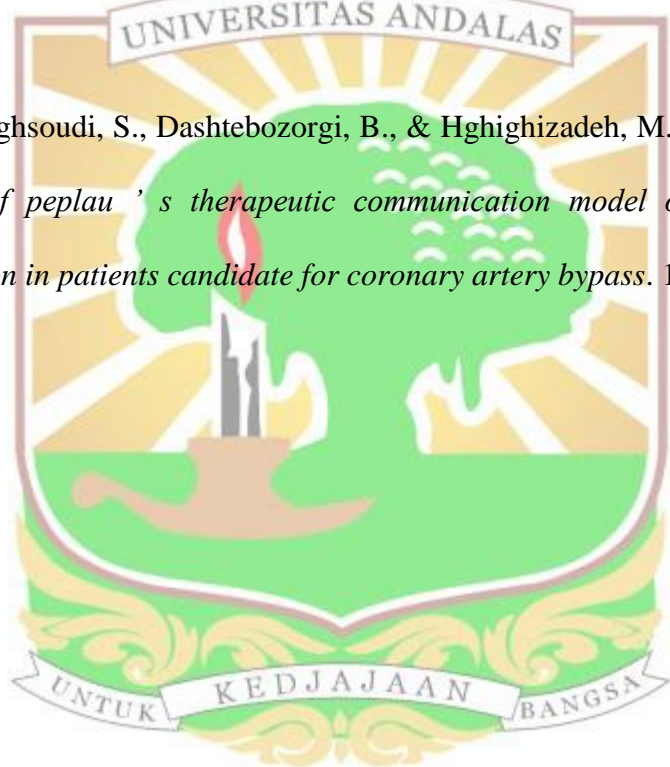 UNIVERSITAS ANDALAS
ghsoudi, S., Dashtebozorgi, B., & Hghighizadeh, M.
f peplau ’ s therapeutic communication model
n in patients candidate for coronary artery bypass. 1
UNTUK KEDJAJAAN BANGSA